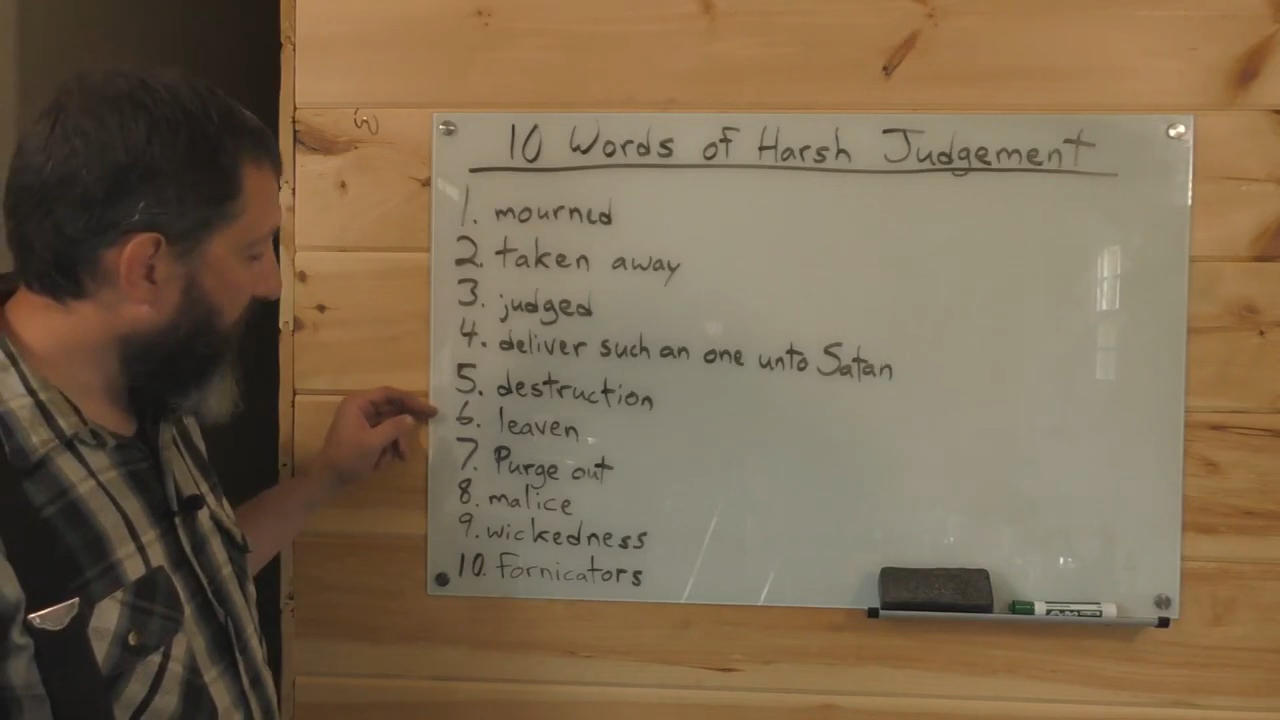 10 Words of Harsh Judgement
1. mourned
2. taken away
3. judged
4. deliver such an one unto Satan
5. destruction
6. leaven
7. Purge out
8. malice
9. wickedness
10. Fornicators